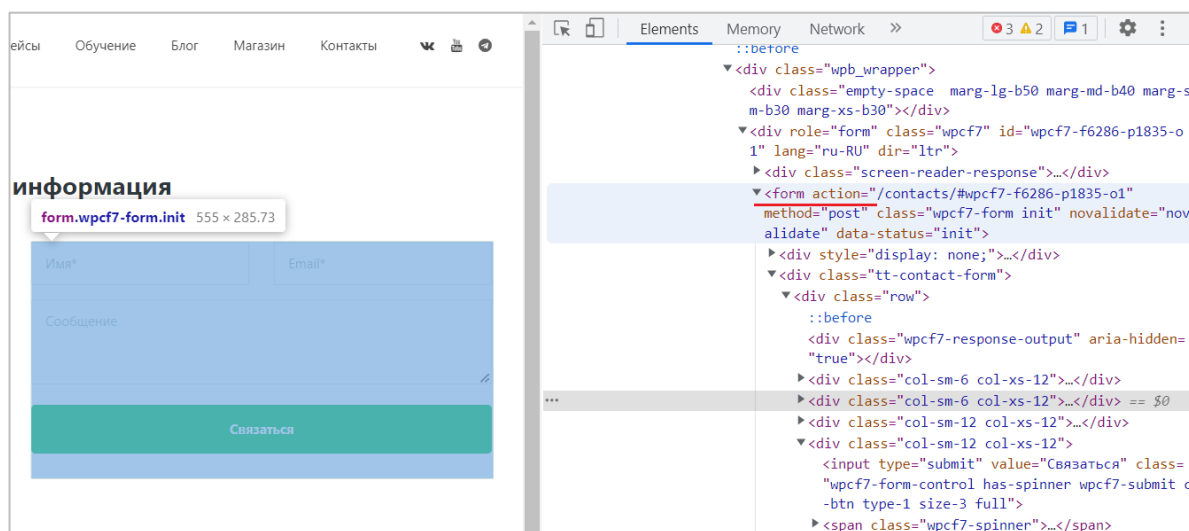 ейсы Обучение Блог Магазин Контакты
информация
form.wpcf7-form.init 555 × 285.73
Имя* Email*
Сообщение
Связаться
Elements Memory Network » 3 2 1
::before
▼<div class="wpb_wrapper">
<div class="empty-space  marg-lg-b50 marg-md-b40 marg-s
m-b30 marg-xs-b30"></div>
▼<div role="form" class="wpcf7" id="wpcf7-f6286-p1835-o
1" lang="ru-RU" dir="ltr">
▶<div class="screen-reader-response">…</div>
▼<form action="/contacts/#wpcf7-f6286-p1835-o1"
method="post" class="wpcf7-form init" novalidate="nov
alidate" data-status="init">
▶<div style="display: none;">…</div>
▼<div class="tt-contact-form">
▼<div class="row">
::before
<div class="wpcf7-response-output" aria-hidden=
"true"></div>
▶<div class="col-sm-6 col-xs-12">…</div>
... ▶<div class="col-sm-6 col-xs-12">…</div> == $0
▶<div class="col-sm-12 col-xs-12">…</div>
▼<div class="col-sm-12 col-xs-12">
<input type="submit" value="Связаться" class=
"wpcf7-form-control has-spinner wpcf7-submit c
-btn type-1 size-3 full">
▶<span class="wpcf7-spinner">…</span>